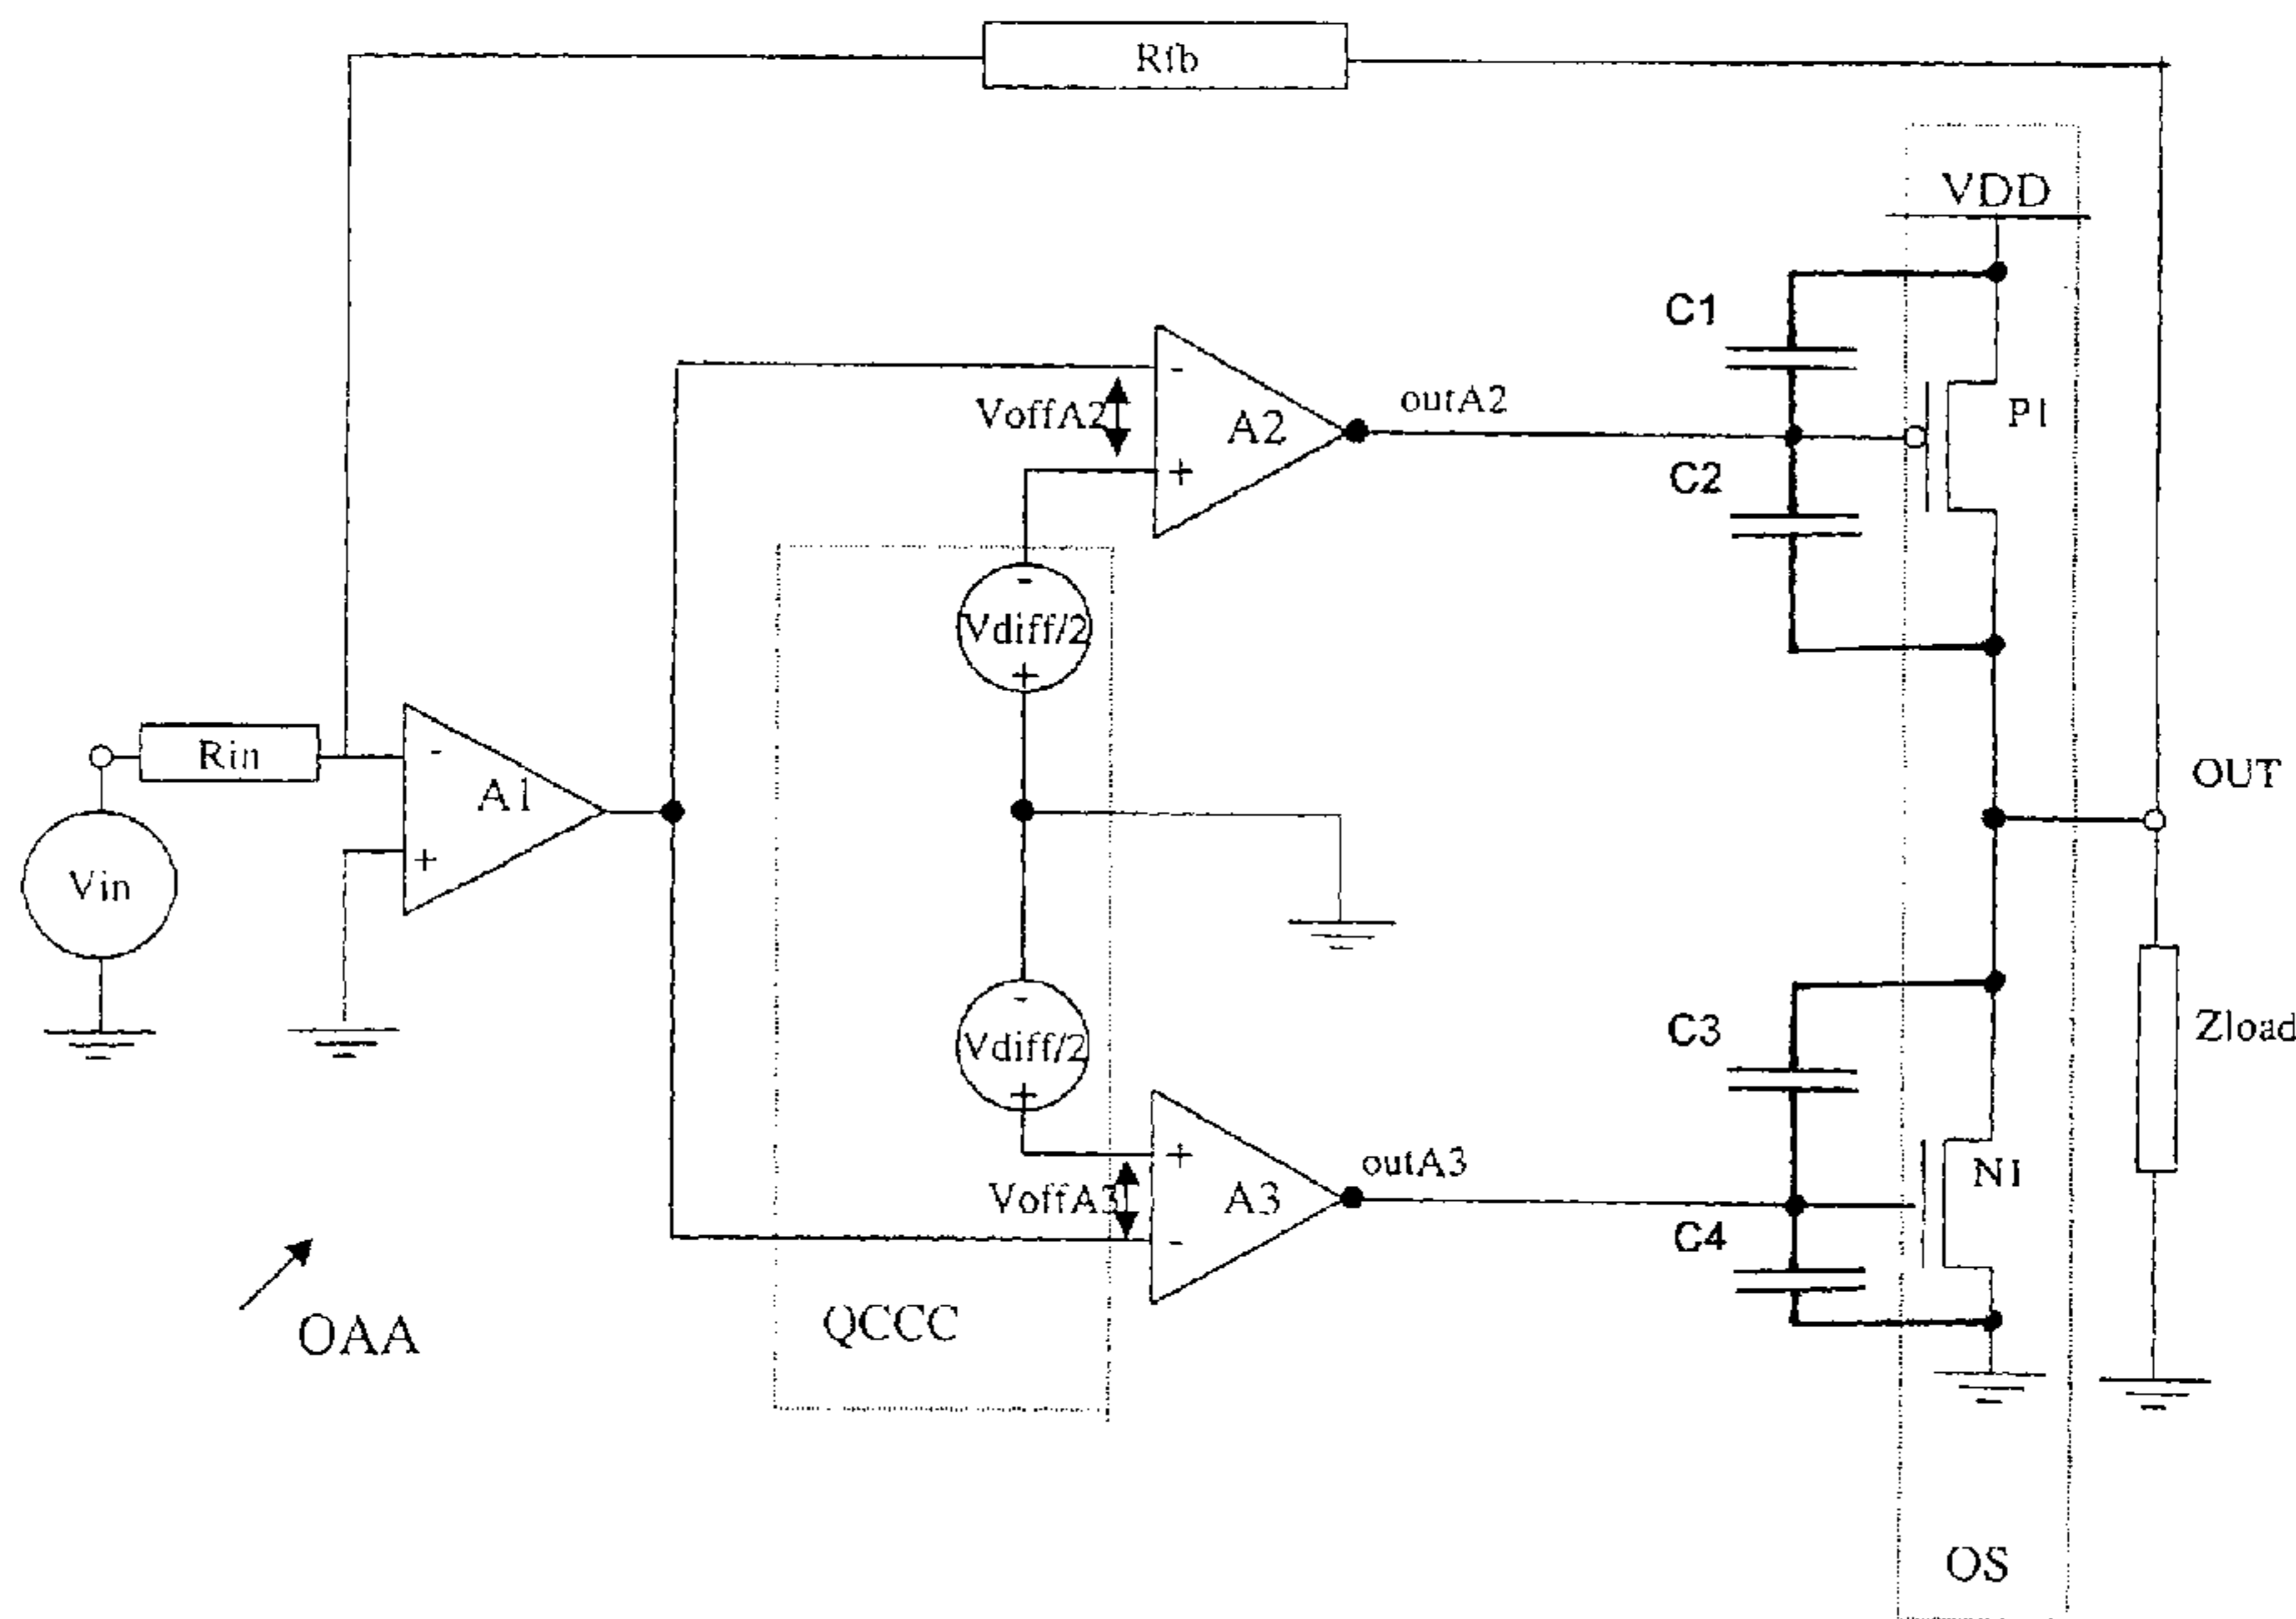 Rfb
VDD
C1
-
VoffA2
A2
outA2
P1
+
C2
-
Vdiff/2
+
Rin
-
A1
OUT
+
Vin
-
C3
Zload
Vdiff/2
+
+
outA3
N1
VoffA3
A3
C4
-
QCCC
OAA
OS